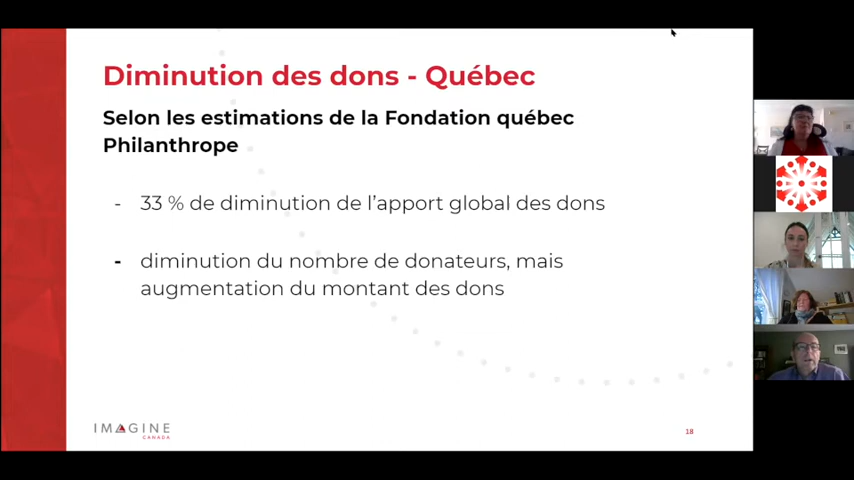 Diminution des dons - Québec
Selon les estimations de la Fondation québec
Philanthrope
- 33 % de diminution de l'apport global des dons
- diminution du nombre de donateurs, mais
augmentation du montant des dons
IMAGINE
CANADA
18